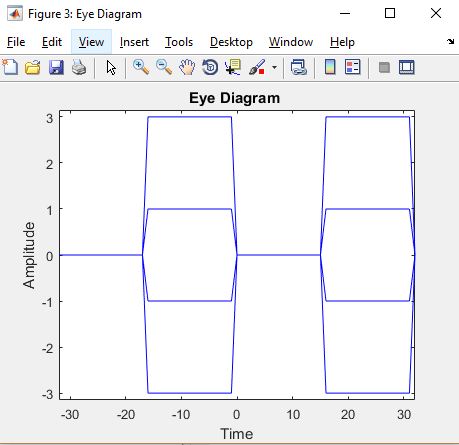 Figure 3: Eye Diagram
File Edit View Insert Tools Desktop Window Help
Eye Diagram
3
2
1
0
-1
-2
-3
Amplitude
-30 -20 -10 0 10 20 30
Time